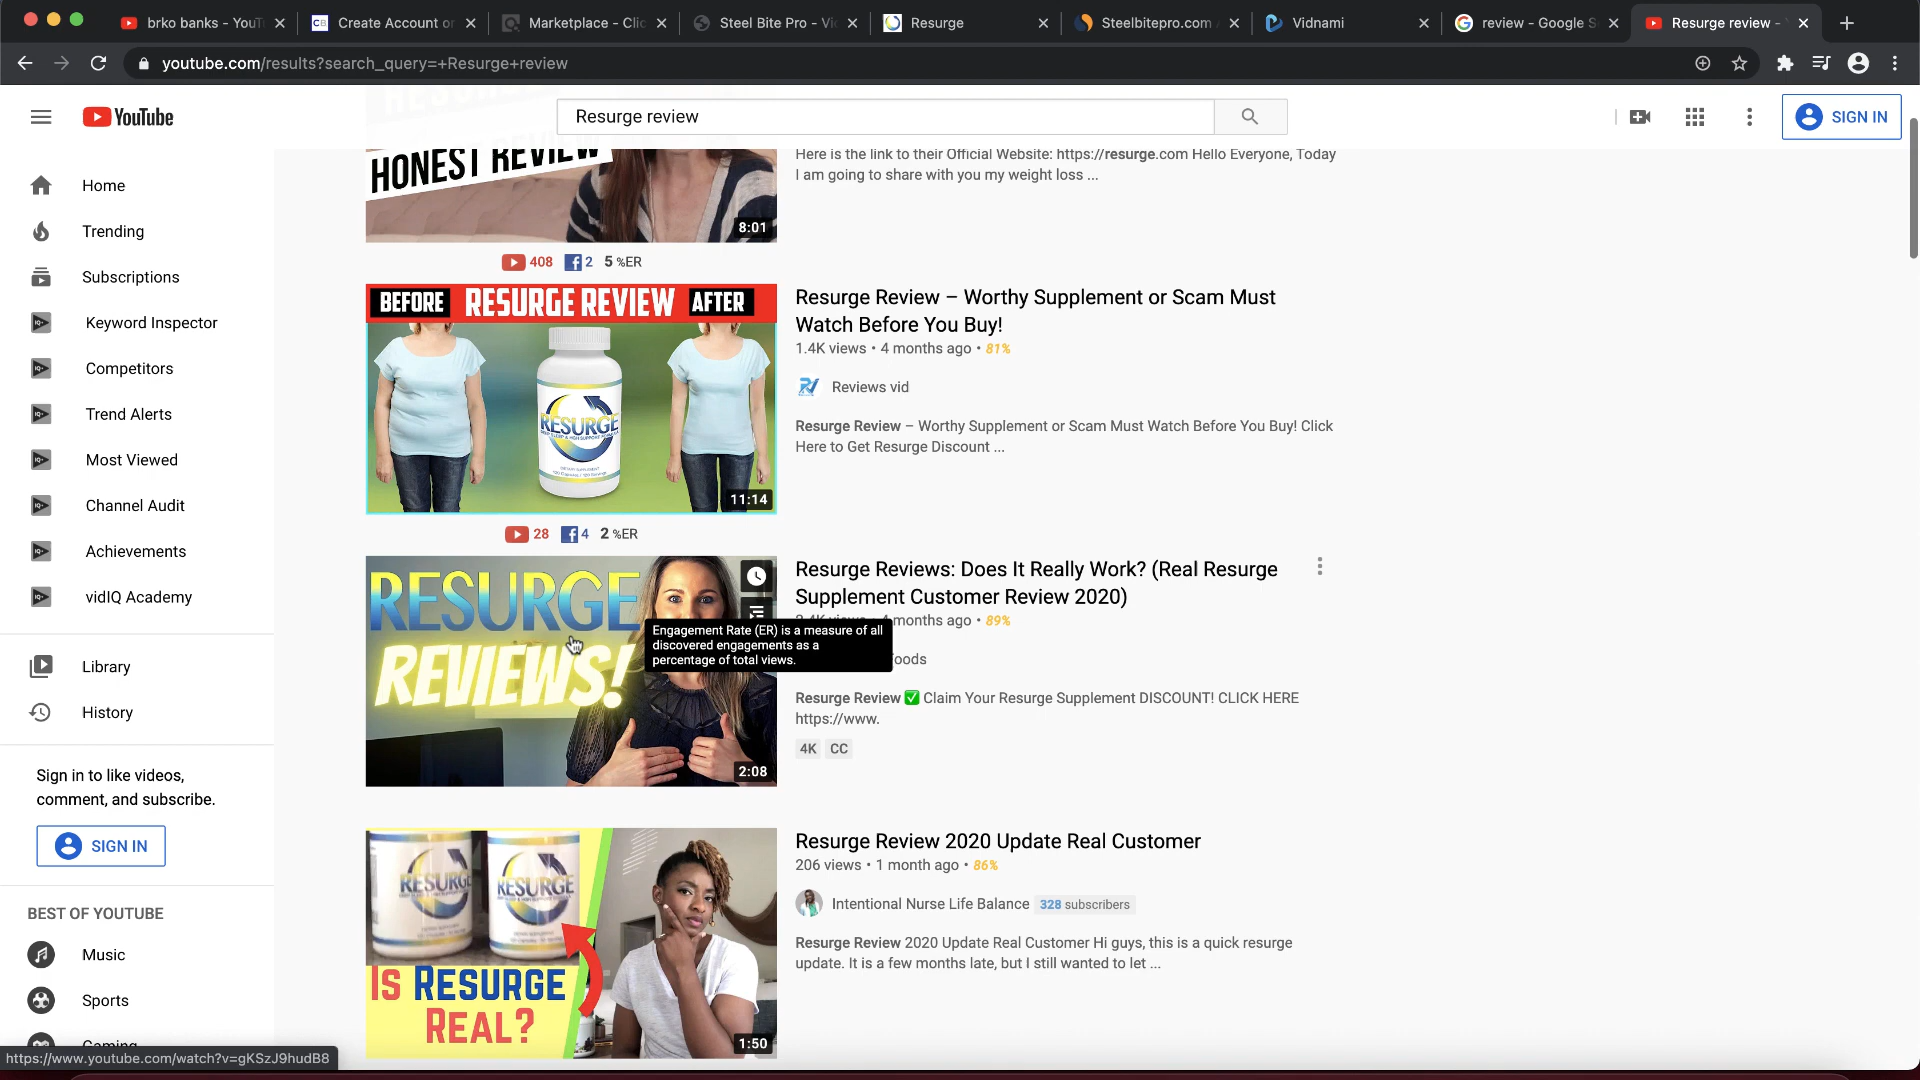 brko banks - YouT
Create Account or
Marketplace - Clic
Steel Bite Pro - Vi
Resurge
Steelbitepro.com
Vidnami
review - Google S
Resurge review -
youtube.com/results?search_query=+Resurge+review
YouTube
Resurge review
SIGN IN
Home
Trending
Subscriptions
Keyword Inspector
Competitors
Trend Alerts
Most Viewed
Channel Audit
Achievements
vidIQ Academy
Library
History
Sign in to like videos,
comment, and subscribe.
SIGN IN
BEST OF YOUTUBE
Music
Sports
Gaming
https://www.youtube.com/watch?v=gKSzJ9hudB8
HONEST REVIEW
8:01
Here is the link to their Official Website: https://resurge.com Hello Everyone, Today
I am going to share with you my weight loss ...
408 2 5 %ER
BEFORE RESURGE REVIEW AFTER
RESURGE
11:14
Resurge Review – Worthy Supplement or Scam Must
Watch Before You Buy!
1.4K views • 4 months ago • 81%
Reviews vid
Resurge Review – Worthy Supplement or Scam Must Watch Before You Buy! Click
Here to Get Resurge Discount ...
28 4 2 %ER
RESURGE
REVIEWS!
2:08
Resurge Reviews: Does It Really Work? (Real Resurge
Supplement Customer Review 2020)
months ago • 89%
Engagement Rate (ER) is a measure of all
discovered engagements as a
percentage of total views.
oods
Resurge Review ✅ Claim Your Resurge Supplement DISCOUNT! CLICK HERE
https://www.
4K CC
RESURGE RESURGE
IS RESURGE
REAL?
1:50
Resurge Review 2020 Update Real Customer
206 views • 1 month ago • 86%
Intentional Nurse Life Balance 328 subscribers
Resurge Review 2020 Update Real Customer Hi guys, this is a quick resurge
update. It is a few months late, but I still wanted to let ...